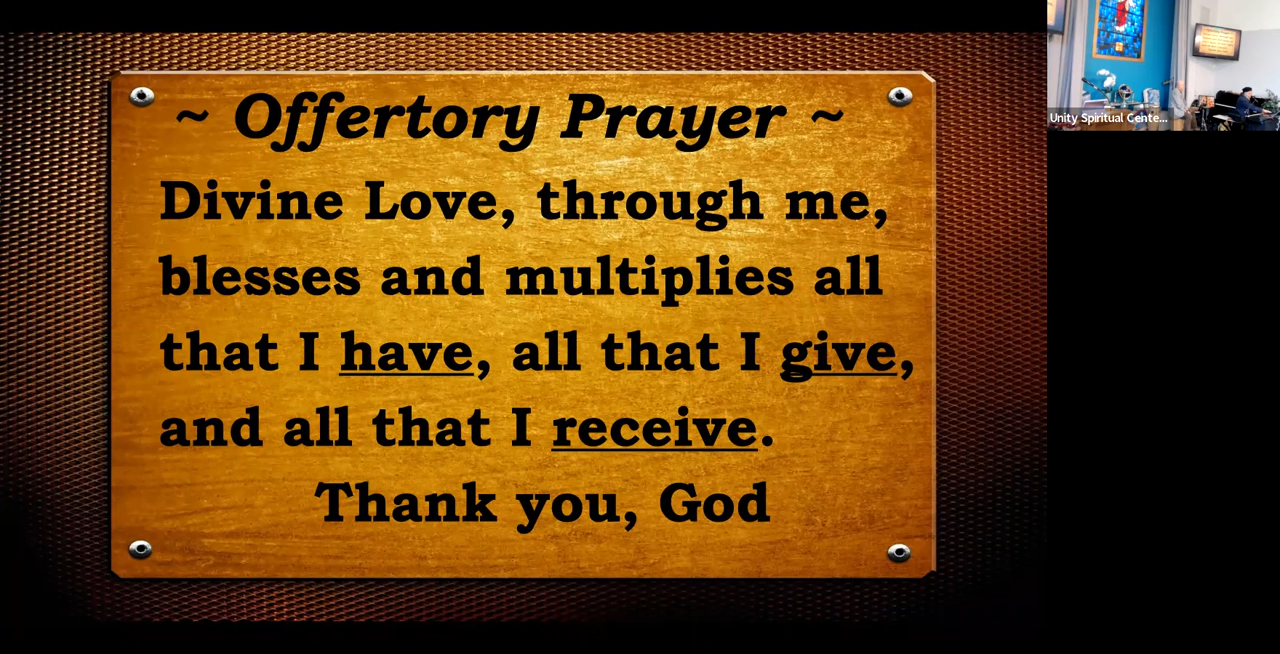 ~ Offertory Prayer ~
Divine Love, through me,
blesses and multiplies all
that I have, all that I give,
and all that I receive.
Thank you, God
Unity Spiritual Cente...